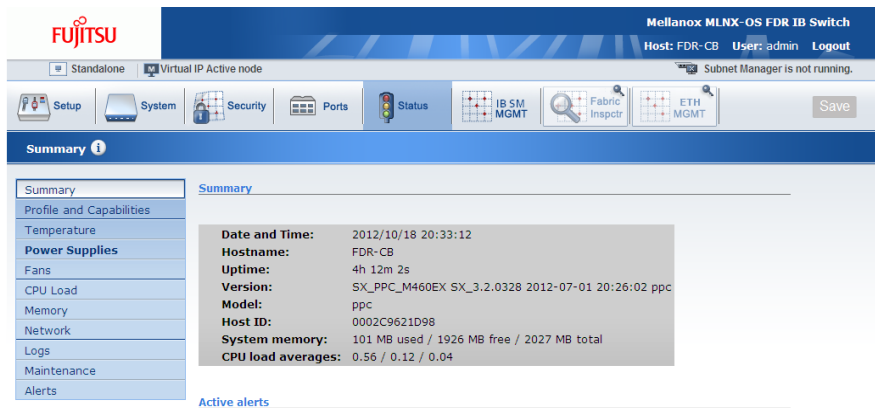 FUJITSU
Mellanox MLNX-OS FDR IB Switch
Host: FDR-CB User: admin Logout
Standalone Virtual IP Active node Subnet Manager is not running.
Setup System Security Ports Status IB SM MGMT Fabric Inspctr ETH MGMT Save
Summary
Summary
Profile and Capabilities
Temperature
Power Supplies
Fans
CPU Load
Memory
Network
Logs
Maintenance
Alerts
Summary
Date and Time: 2012/10/18 20:33:12
Hostname: FDR-CB
Uptime: 4h 12m 2s
Version: SX_PPC_M460EX SX_3.2.0328 2012-07-01 20:26:02 ppc
Model: ppc
Host ID: 0002C9621D98
System memory: 101 MB used / 1926 MB free / 2027 MB total
CPU load averages: 0.56 / 0.12 / 0.04
Active alerts